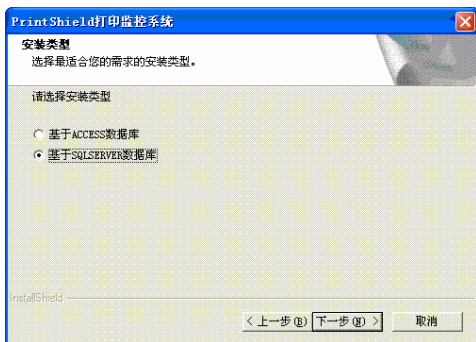 PrintShield打印监控系统
安装类型
选择最适合您的需求的安装类型。
请选择安装类型
基于ACCESS数据库
基于SQLSERVER数据库
InstallShield
< 上一步(B) 下一步(N) > 取消